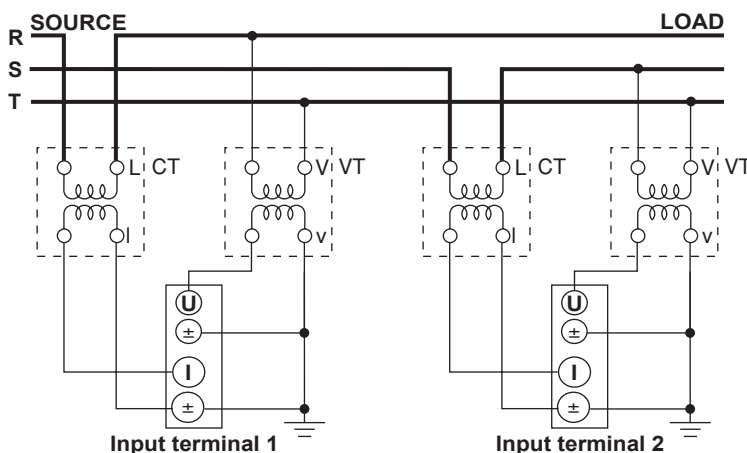 SOURCE LOAD
R
S
T
L CT V VT L CT V VT
l v l v
U U
± ±
I I
± ±
Input terminal 1 Input terminal 2